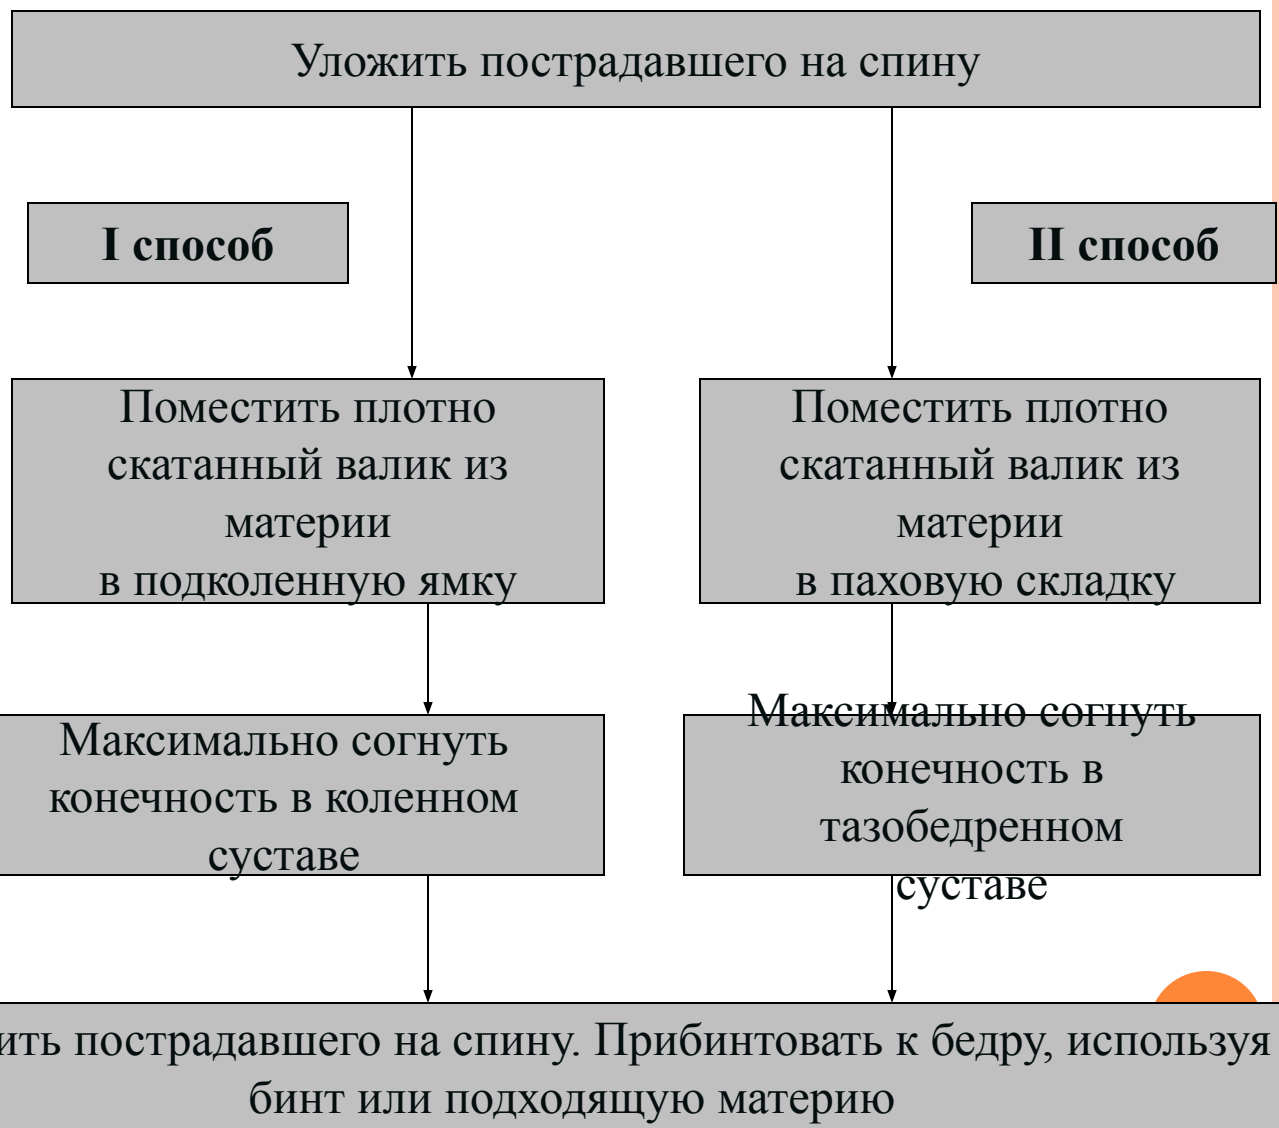 Уложить пострадавшего на спину
I способ
II способ
Поместить плотно
скатанный валик из
материи
в подколенную ямку
Поместить плотно
скатанный валик из
материи
в паховую складку
Максимально согнуть
конечность в коленном
суставе
Максимально согнуть
конечность в
тазобедренном
суставе
ить пострадавшего на спину. Прибинтовать к бедру, используя
бинт или подходящую материю